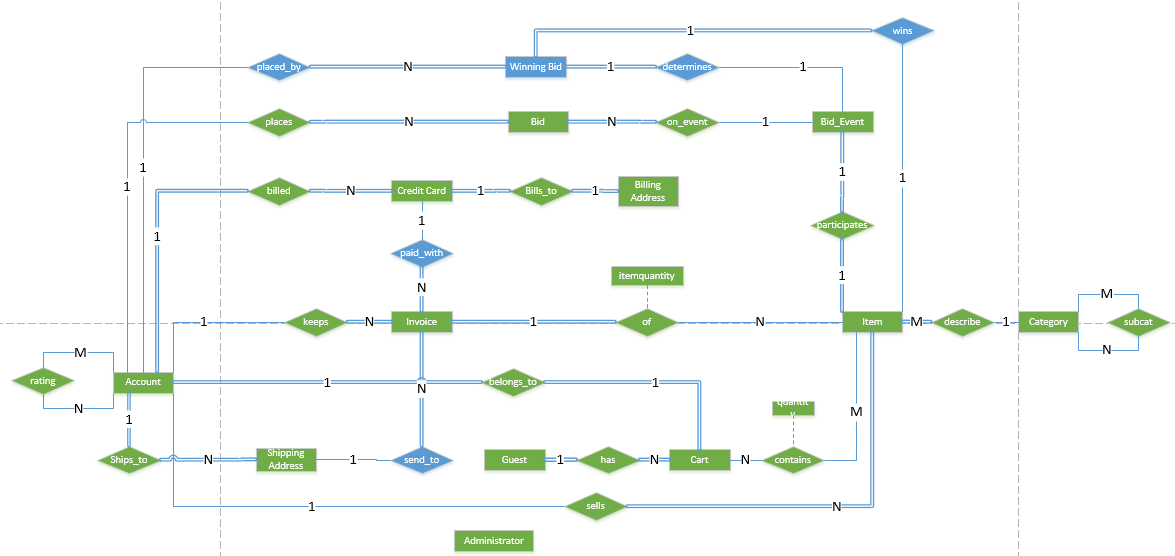 1
wins
placed_by
N
Winning Bid
1
determines
1
places
N
Bid
N
on_event
1
Bid_Event
1
1
billed
N
Credit Card
1
Bills_to
1
Billing
Address
1
1
1
1
participates
paid_with
1
N
itemquantity
1
keeps
N
Invoice
1
of
N
Item
M
describe
1
Category
M
subcat
N
M
rating
N
Account
1
belongs_to
1
N
1
quantity
M
Ships_to
N
Shipping
Address
1
send_to
Guest
1
has
N
Cart
N
contains
1
sells
N
Administrator